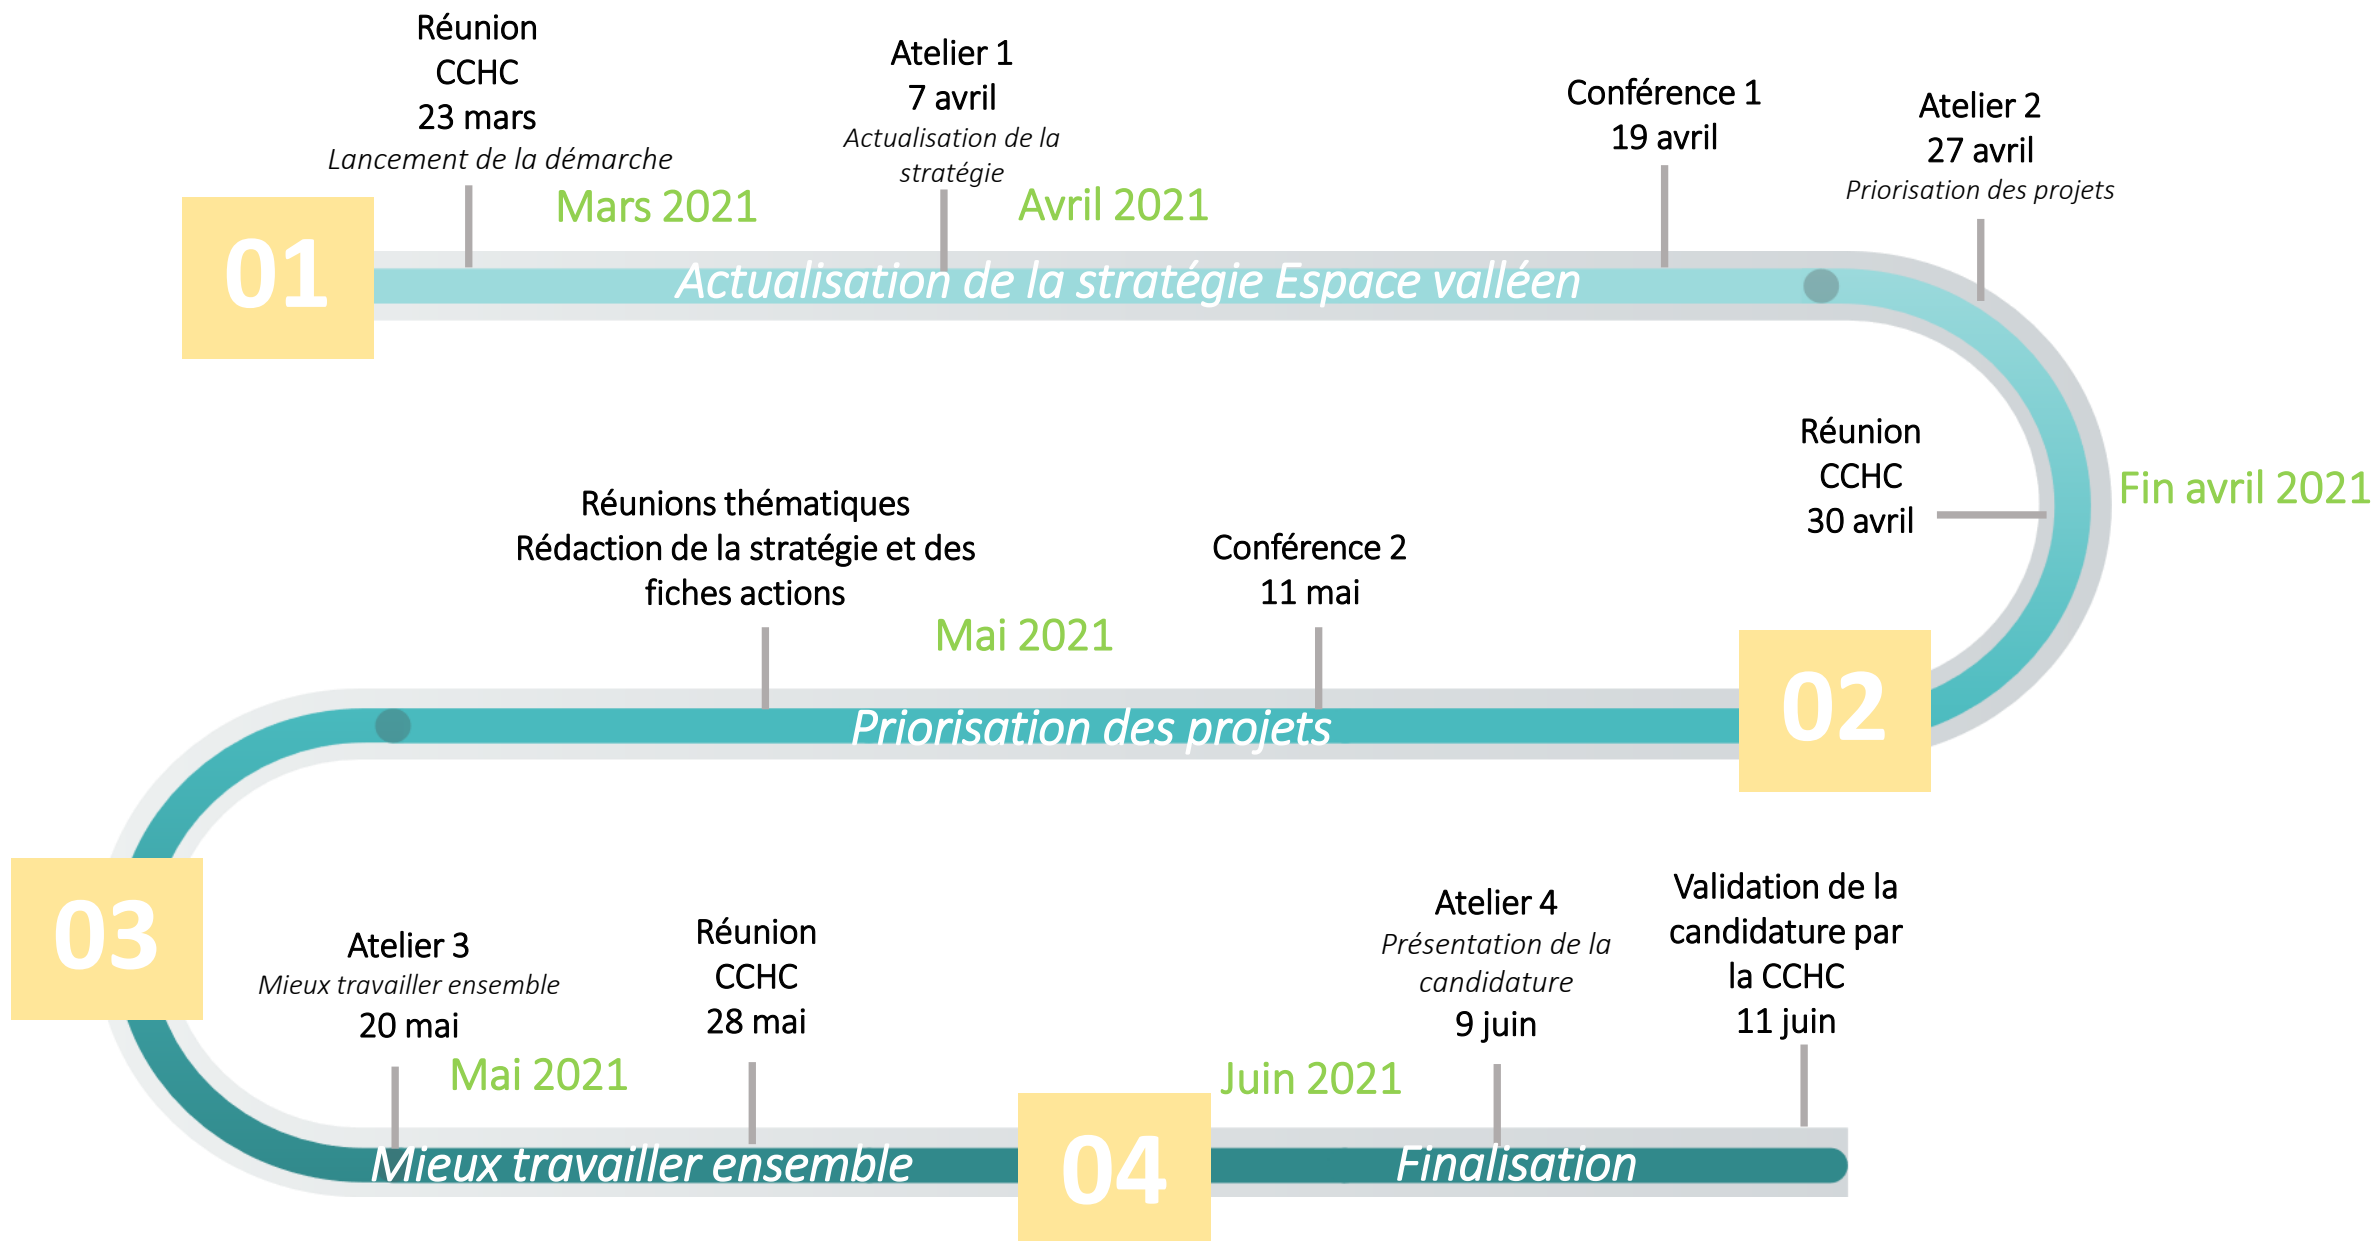 Réunion
CCHC
23 mars
Lancement de la démarche
Atelier 1
7 avril
Actualisation de la
stratégie
Conférence 1
19 avril
Atelier 2
27 avril
Priorisation des projets
Mars 2021
Avril 2021
01
Actualisation de la stratégie Espace valléen
Réunion
CCHC
30 avril
Fin avril 2021
Réunions thématiques
Rédaction de la stratégie et des
fiches actions
Conférence 2
11 mai
Mai 2021
02
Priorisation des projets
03
Atelier 3
Mieux travailler ensemble
20 mai
Réunion
CCHC
28 mai
Mai 2021
Atelier 4
Présentation de la
candidature
9 juin
Validation de la
candidature par
la CCHC
11 juin
Juin 2021
Mieux travailler ensemble
04
Finalisation